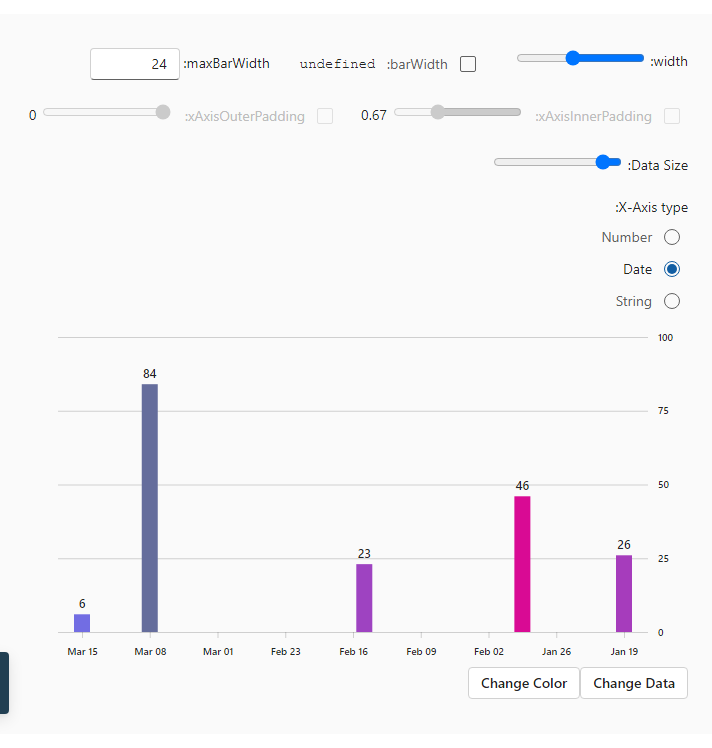 width:
barWidth: undefined
maxBarWidth: 24
xAxisInnerPadding: 0.67
xAxisOuterPadding: 0
Data Size:
X-Axis type:
Number
Date
String
100
75
50
25
0
84
46
26
23
6
Mar 15 Mar 08 Mar 01 Feb 23 Feb 16 Feb 09 Feb 02 Jan 26 Jan 19
Change Color Change Data